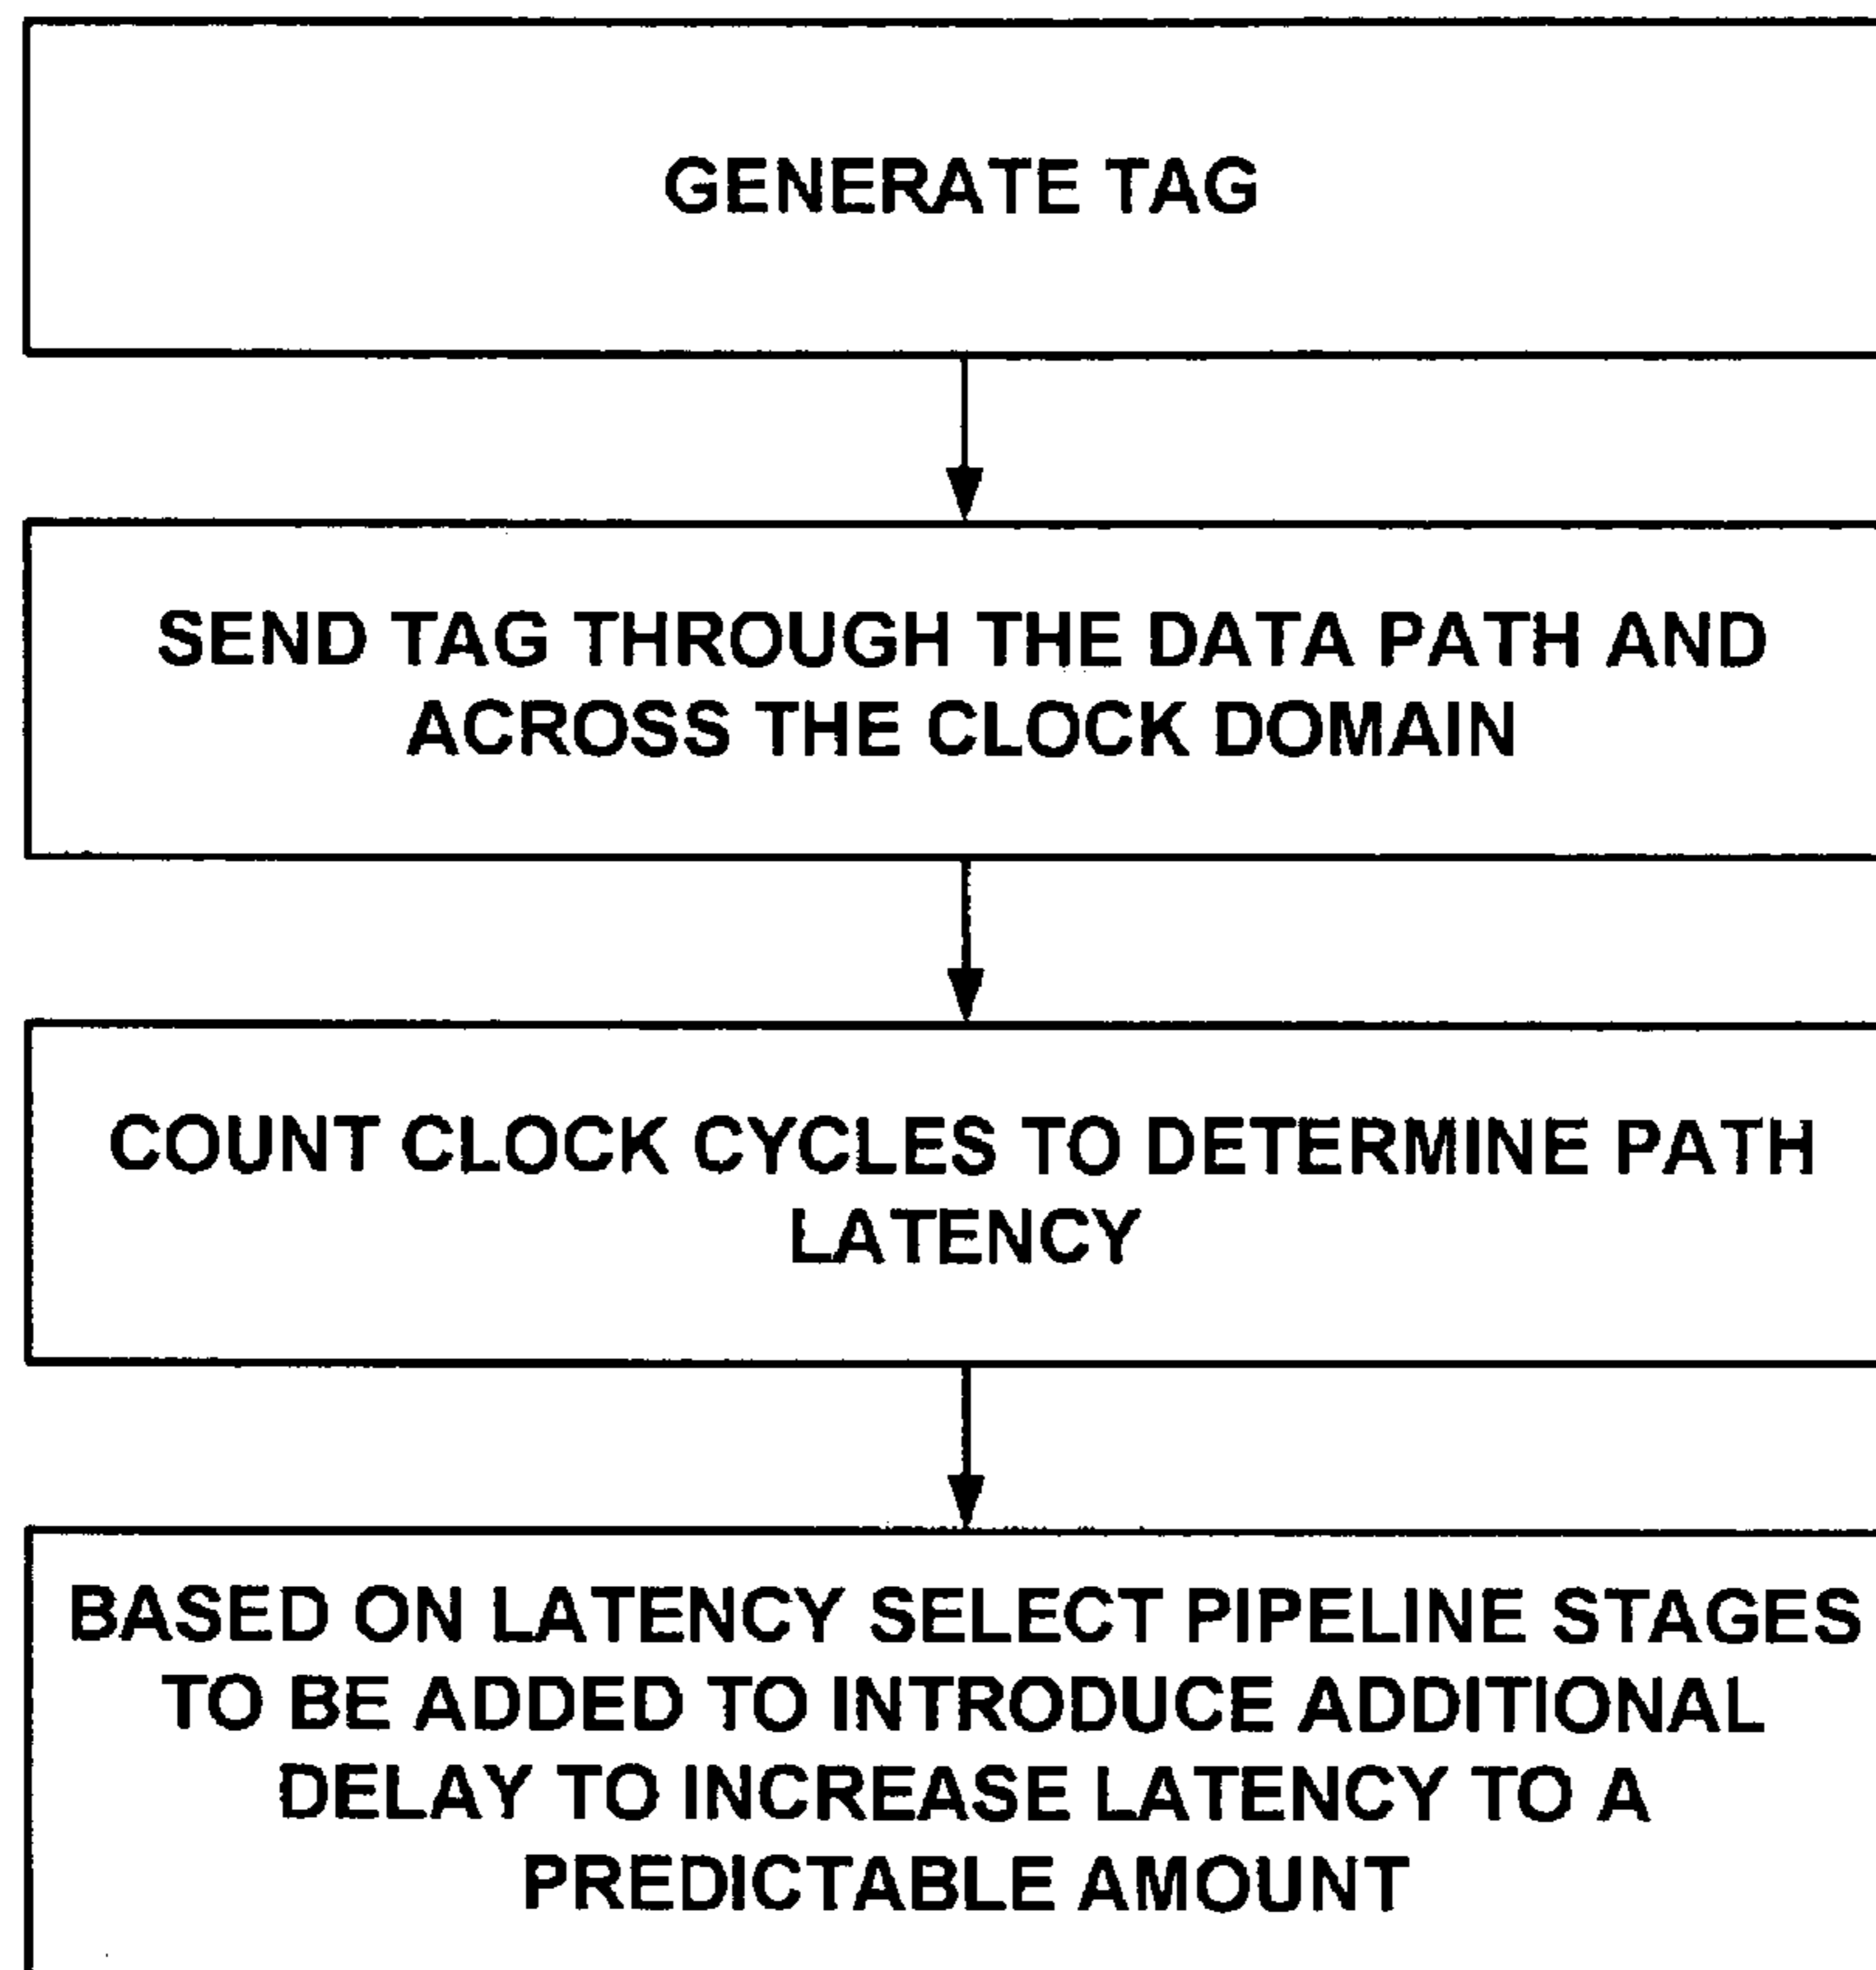 GENERATE TAG
SEND TAG THROUGH THE DATA PATH AND
ACROSS THE CLOCK DOMAIN
COUNT CLOCK CYCLES TO DETERMINE PATH
LATENCY
BASED ON LATENCY SELECT PIPELINE STAGES
TO BE ADDED TO INTRODUCE ADDITIONAL
DELAY TO INCREASE LATENCY TO A
PREDICTABLE AMOUNT